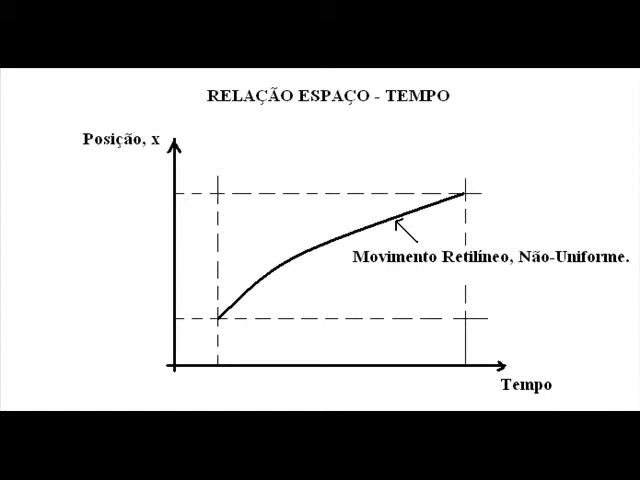 RELAÇÃO ESPAÇO - TEMPO
Posição, x
Movimento Retilíneo, Não-Uniforme.
Tempo